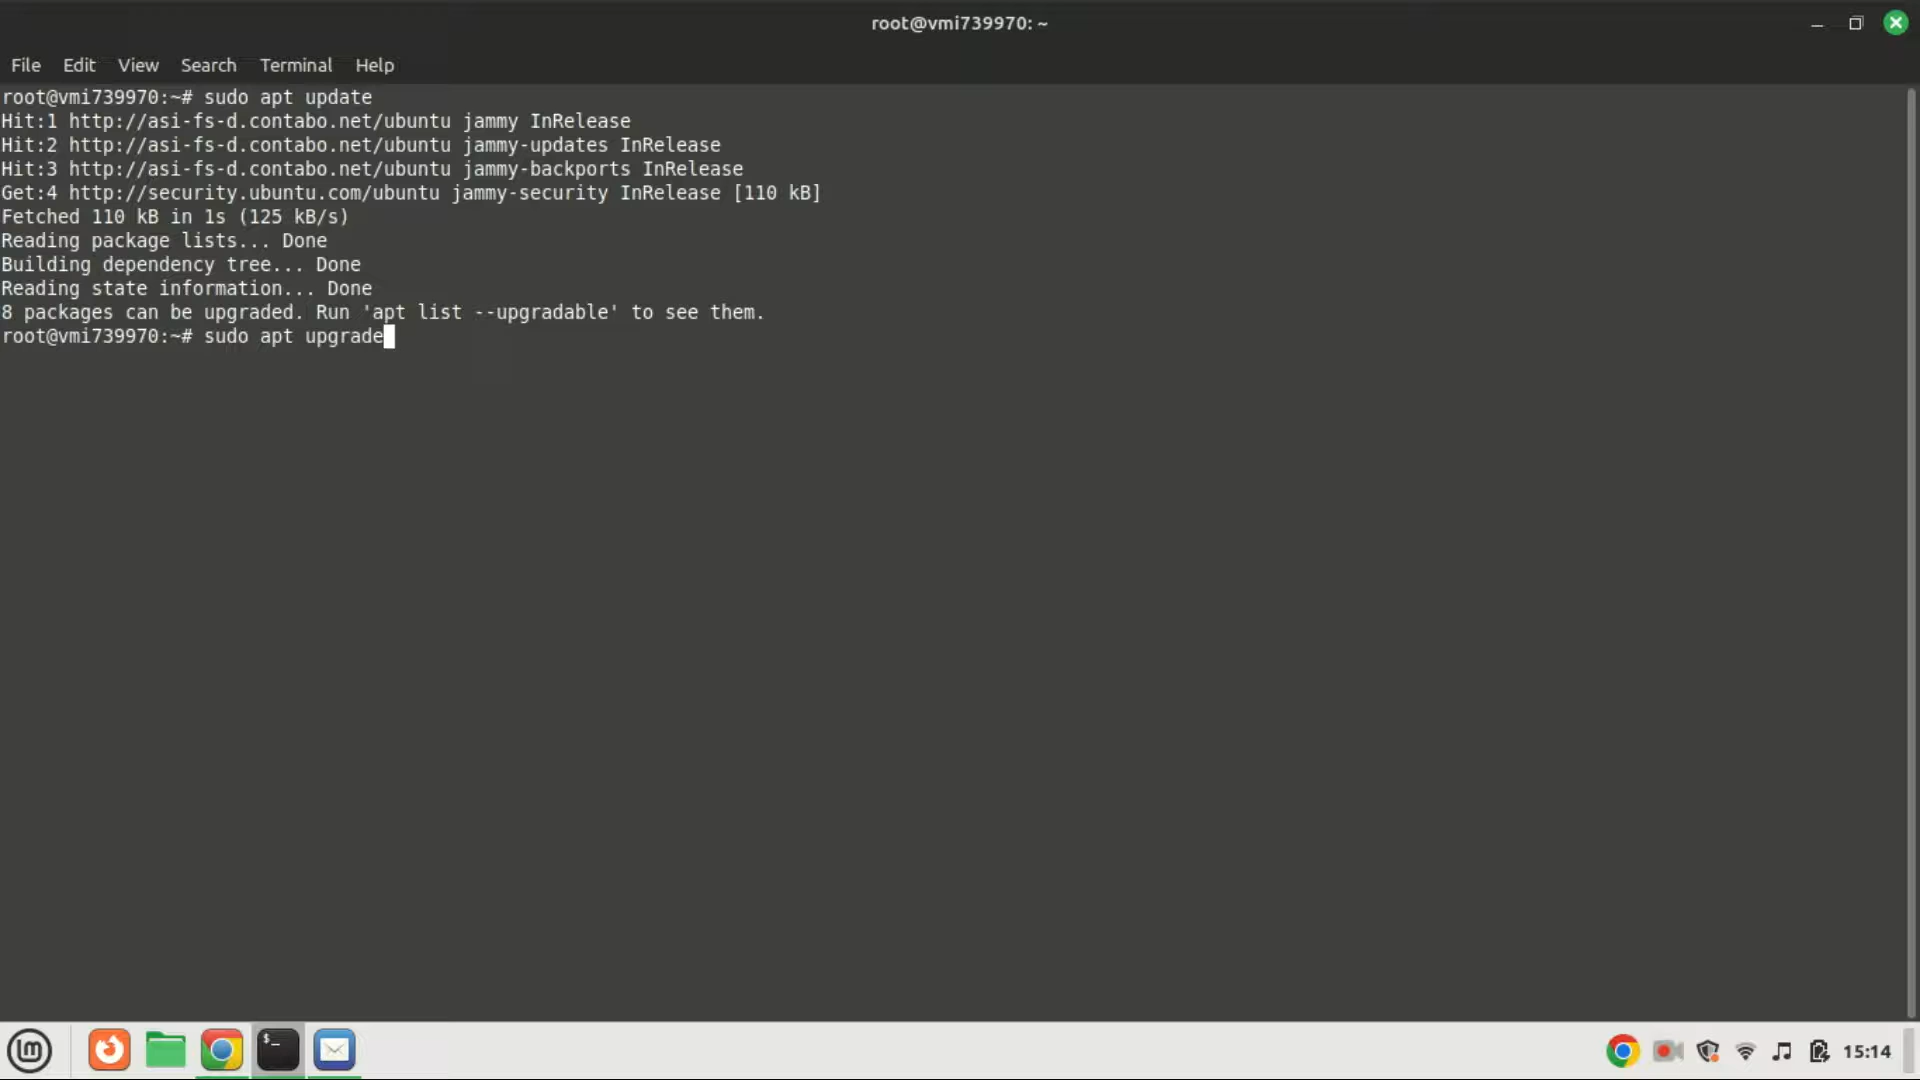 root@vmi739970: ~
File Edit View Search Terminal Help
root@vmi739970:~# sudo apt update
Hit:1 http://asi-fs-d.contabo.net/ubuntu jammy InRelease
Hit:2 http://asi-fs-d.contabo.net/ubuntu jammy-updates InRelease
Hit:3 http://asi-fs-d.contabo.net/ubuntu jammy-backports InRelease
Get:4 http://security.ubuntu.com/ubuntu jammy-security InRelease [110 kB]
Fetched 110 kB in 1s (125 kB/s)
Reading package lists... Done
Building dependency tree... Done
Reading state information... Done
8 packages can be upgraded. Run 'apt list --upgradable' to see them.
root@vmi739970:~# sudo apt upgrade
$_
15:14